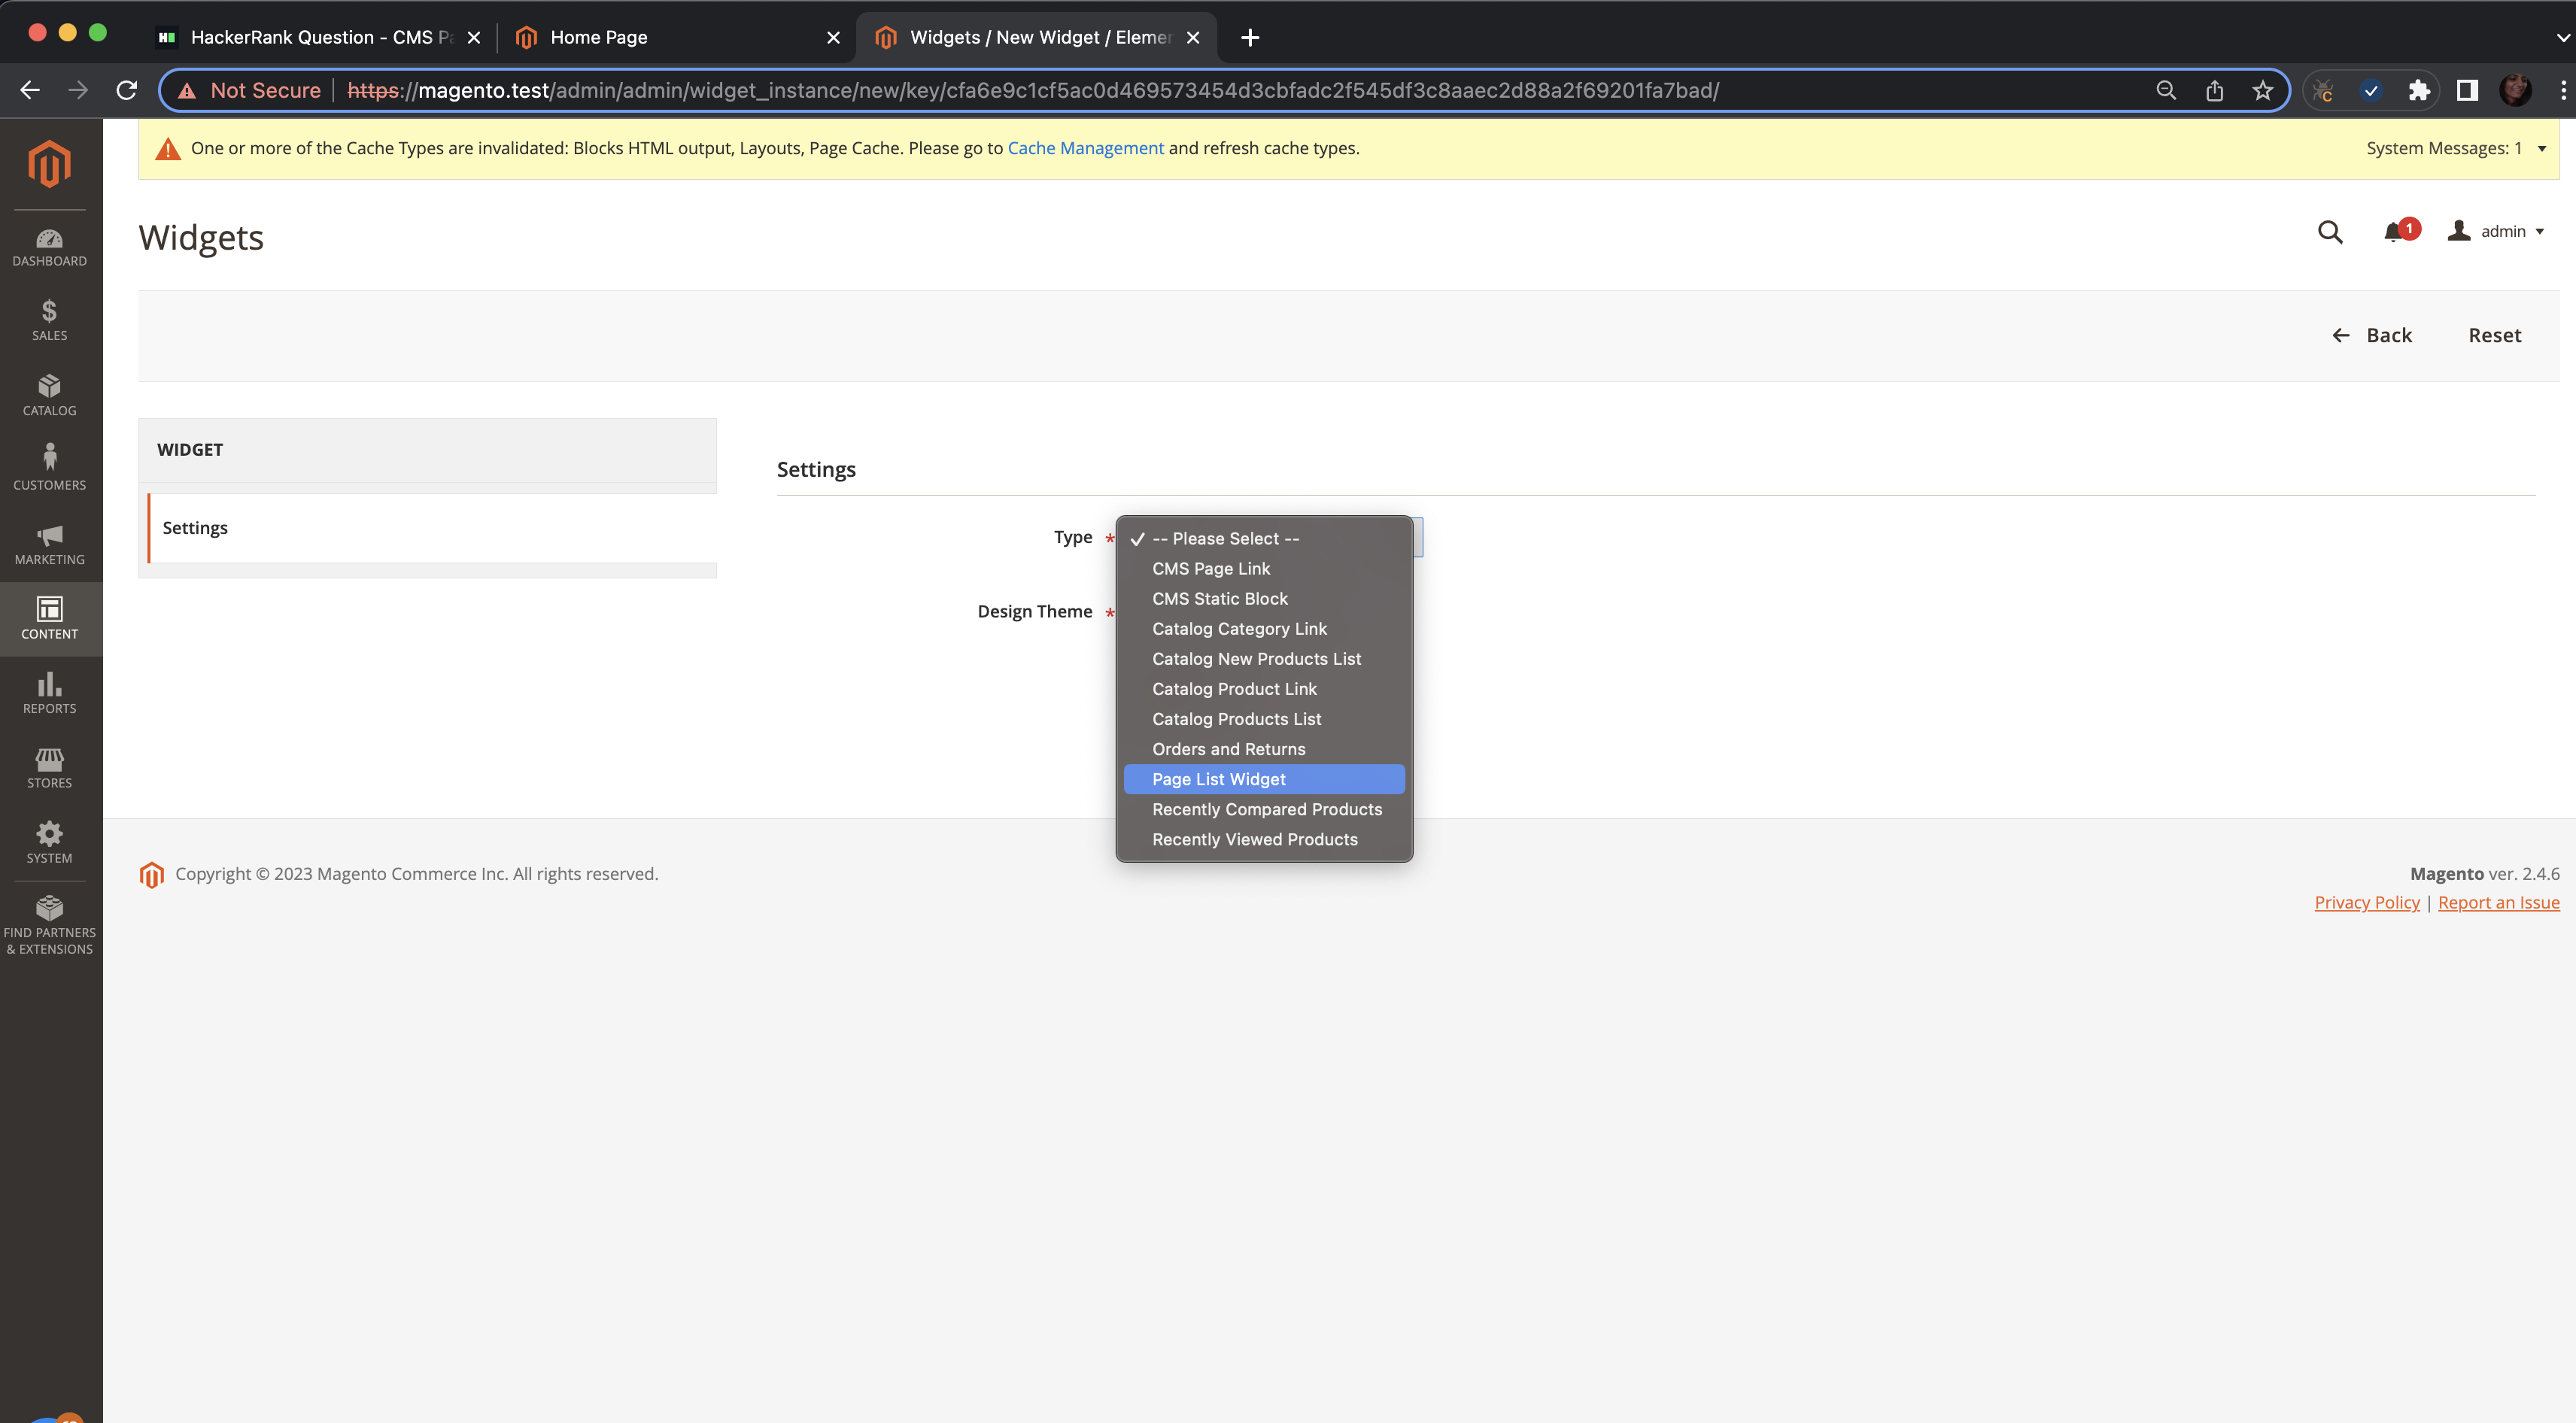 HackerRank Question - CMS Pa
Home Page
Widgets / New Widget / Elemen
Not Secure
https://magento.test/admin/admin/widget_instance/new/key/cfa6e9c1cf5ac0d469573454d3cbfadc2f545df3c8aaec2d88a2f69201fa7bad/
One or more of the Cache Types are invalidated: Blocks HTML output, Layouts, Page Cache. Please go to Cache Management and refresh cache types.
System Messages: 1
Widgets
1
admin
Back
Reset
DASHBOARD
SALES
CATALOG
CUSTOMERS
MARKETING
CONTENT
REPORTS
STORES
SYSTEM
FIND PARTNERS
& EXTENSIONS
WIDGET
Settings
Settings
Type *
Design Theme *
-- Please Select --
CMS Page Link
CMS Static Block
Catalog Category Link
Catalog New Products List
Catalog Product Link
Catalog Products List
Orders and Returns
Page List Widget
Recently Compared Products
Recently Viewed Products
Copyright © 2023 Magento Commerce Inc. All rights reserved.
Magento ver. 2.4.6
Privacy Policy | Report an Issue